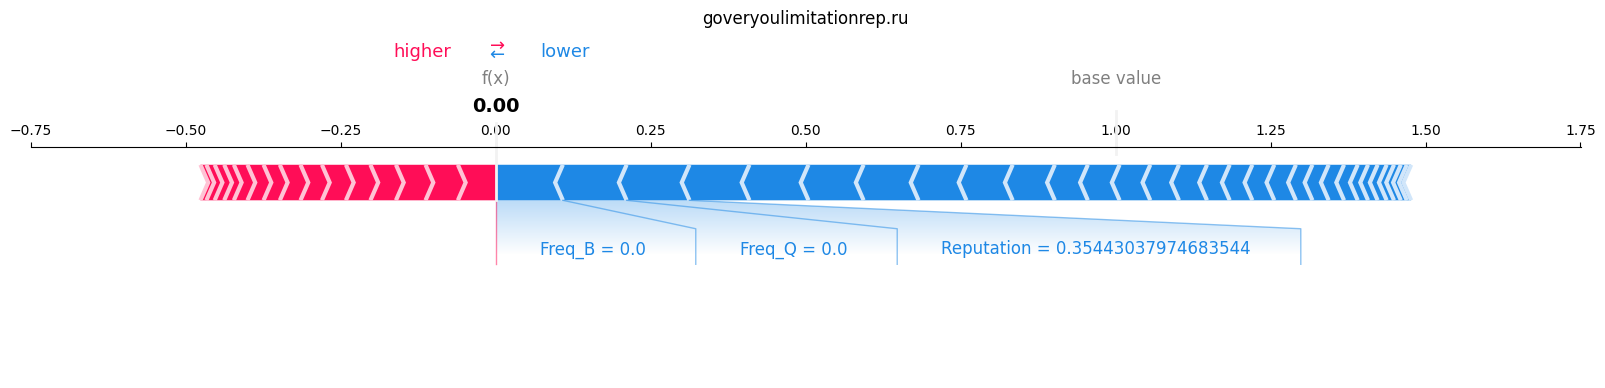 goveryoulimitationrep.ru
higher ⇄ lower
f(x) base value
0.00
−0.75 −0.50 −0.25 0.00 0.25 0.50 0.75 1.00 1.25 1.50 1.75
Freq_B = 0.0 Freq_Q = 0.0 Reputation = 0.35443037974683544